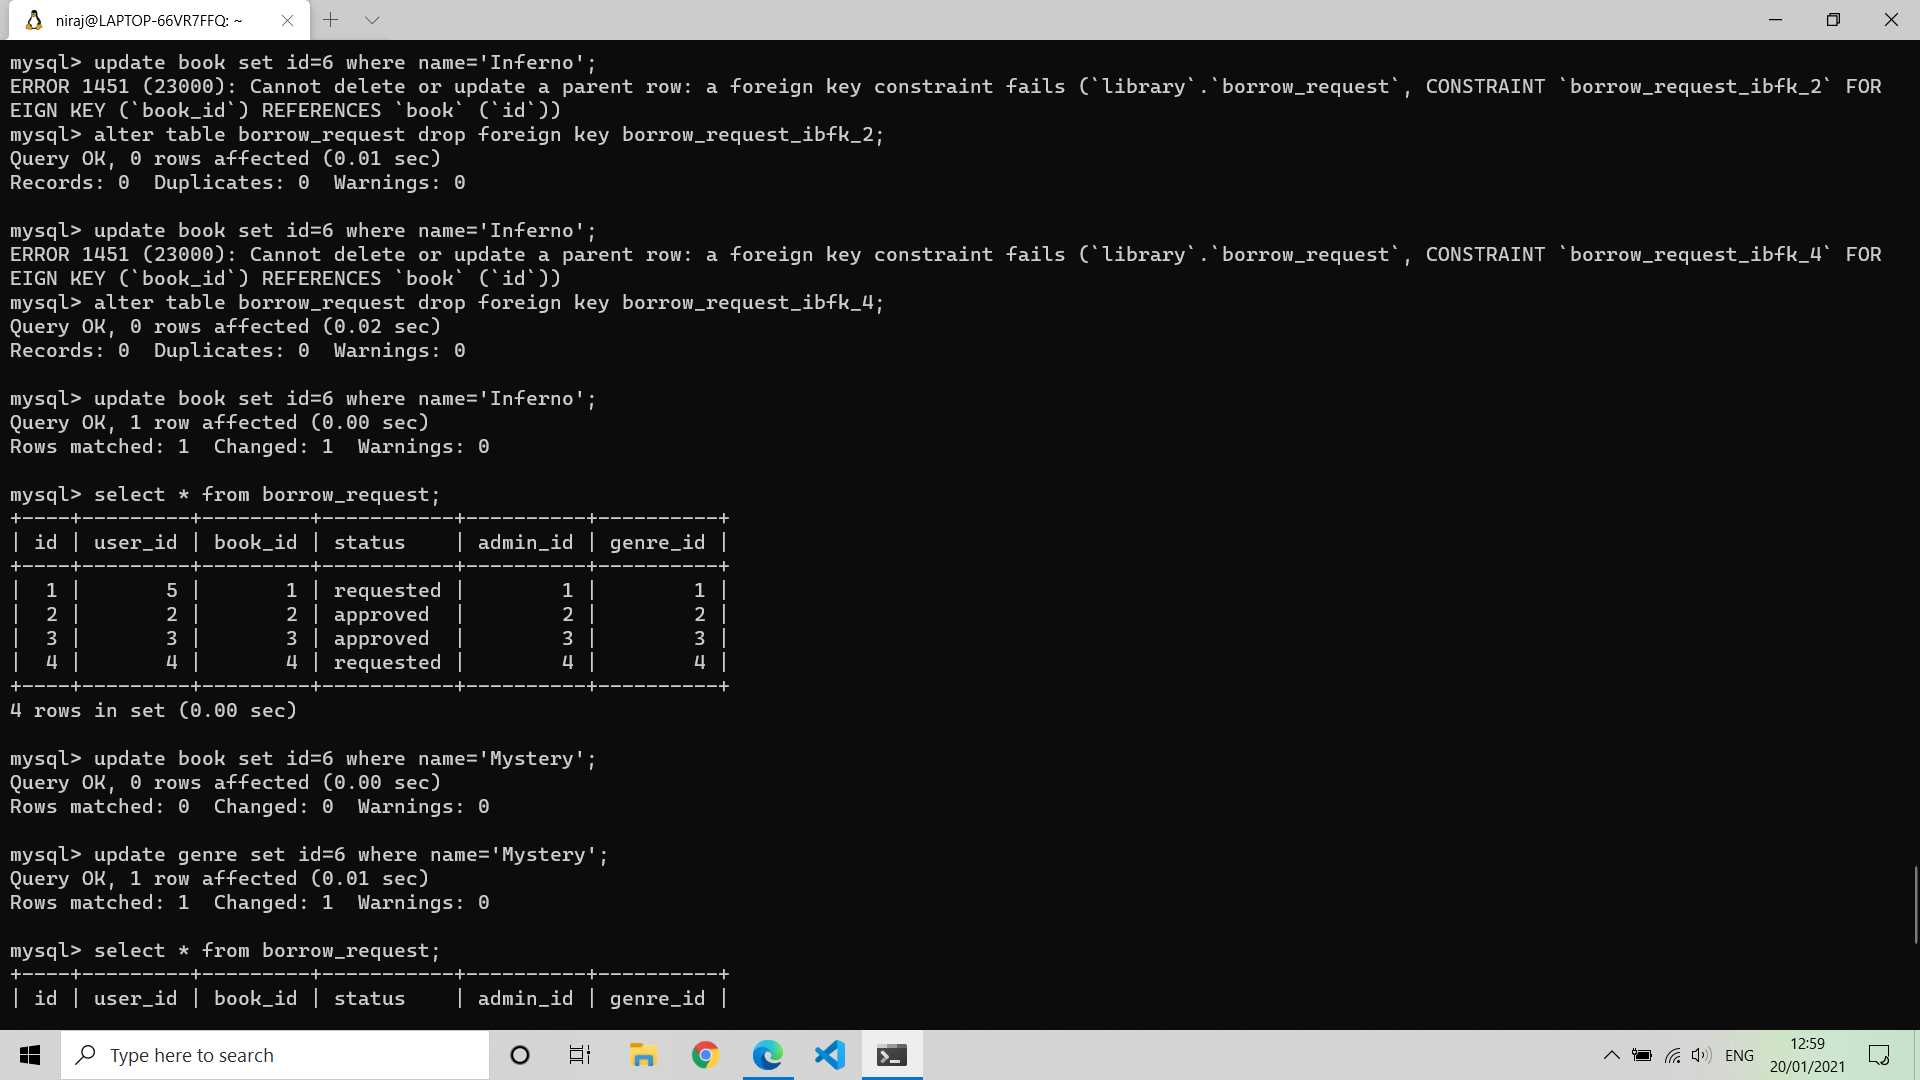 niraj@LAPTOP-66VR7FFQ: ~
mysql> update book set id=6 where name='Inferno';
ERROR 1451 (23000): Cannot delete or update a parent row: a foreign key constraint fails (`library`.`borrow_request`, CONSTRAINT `borrow_request_ibfk_2` FOR
EIGN KEY (`book_id`) REFERENCES `book` (`id`))
mysql> alter table borrow_request drop foreign key borrow_request_ibfk_2;
Query OK, 0 rows affected (0.01 sec)
Records: 0  Duplicates: 0  Warnings: 0
mysql> update book set id=6 where name='Inferno';
ERROR 1451 (23000): Cannot delete or update a parent row: a foreign key constraint fails (`library`.`borrow_request`, CONSTRAINT `borrow_request_ibfk_4` FOR
EIGN KEY (`book_id`) REFERENCES `book` (`id`))
mysql> alter table borrow_request drop foreign key borrow_request_ibfk_4;
Query OK, 0 rows affected (0.02 sec)
Records: 0  Duplicates: 0  Warnings: 0
mysql> update book set id=6 where name='Inferno';
Query OK, 1 row affected (0.00 sec)
Rows matched: 1  Changed: 1  Warnings: 0
mysql> select * from borrow_request;
+----+---------+---------+-----------+----------+----------+
| id | user_id | book_id | status    | admin_id | genre_id |
+----+---------+---------+-----------+----------+----------+
|  1 |       5 |       1 | requested |        1 |        1 |
|  2 |       2 |       2 | approved  |        2 |        2 |
|  3 |       3 |       3 | approved  |        3 |        3 |
|  4 |       4 |       4 | requested |        4 |        4 |
+----+---------+---------+-----------+----------+----------+
4 rows in set (0.00 sec)
mysql> update book set id=6 where name='Mystery';
Query OK, 0 rows affected (0.00 sec)
Rows matched: 0  Changed: 0  Warnings: 0
mysql> update genre set id=6 where name='Mystery';
Query OK, 1 row affected (0.01 sec)
Rows matched: 1  Changed: 1  Warnings: 0
mysql> select * from borrow_request;
+----+---------+---------+-----------+----------+----------+
| id | user_id | book_id | status    | admin_id | genre_id |
Type here to search
ENG
12:59
20/01/2021